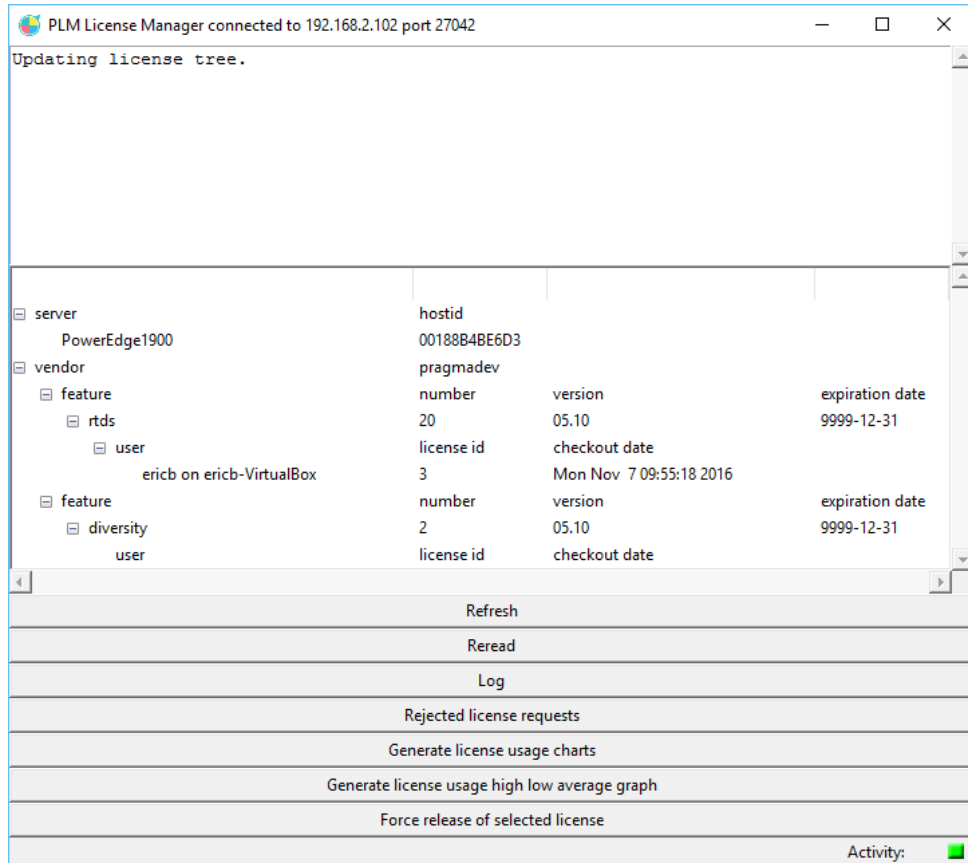 PLM License Manager connected to 192.168.2.102 port 27042
Updating license tree.
server hostid
PowerEdge1900 00188B4BE6D3
vendor pragmadev
feature number version expiration date
rtds 20 05.10 9999-12-31
user license id checkout date
ericb on ericb-VirtualBox 3 Mon Nov  7 09:55:18 2016
feature number version expiration date
diversity 2 05.10 9999-12-31
user license id checkout date
Refresh
Reread
Log
Rejected license requests
Generate license usage charts
Generate license usage high low average graph
Force release of selected license
Activity: